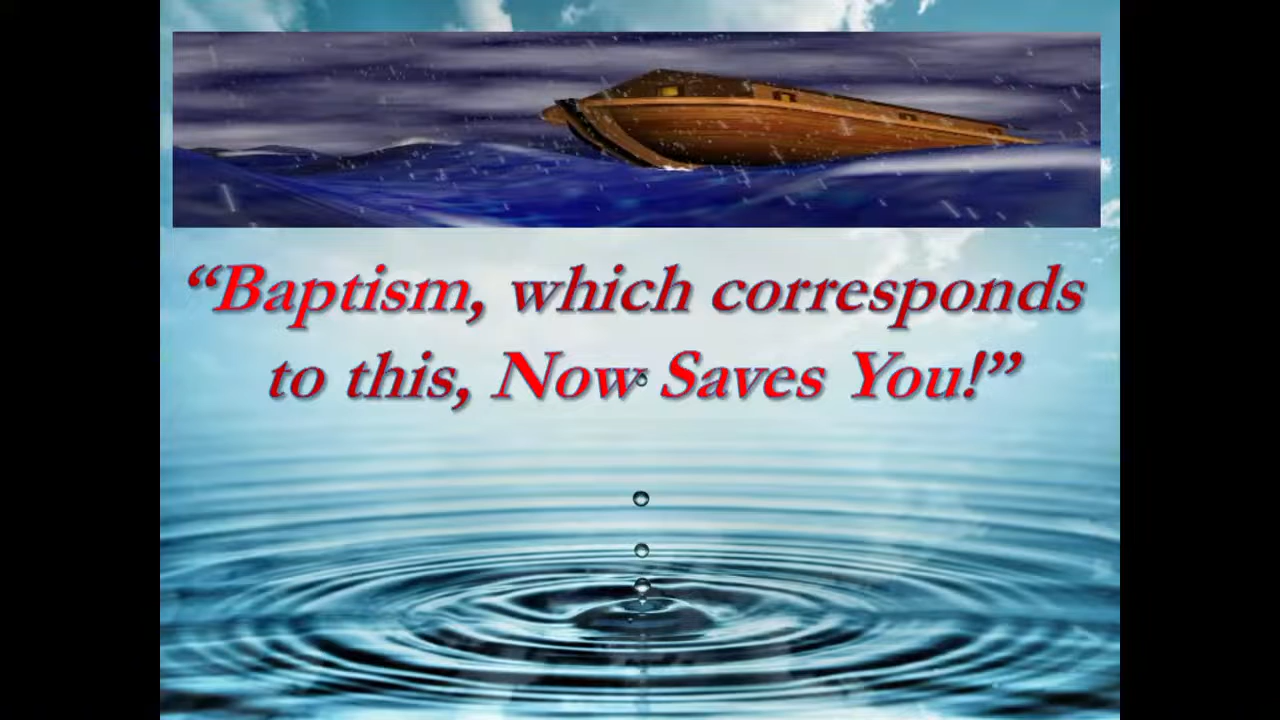 “Baptism, which corresponds
to this, Now Saves You!”